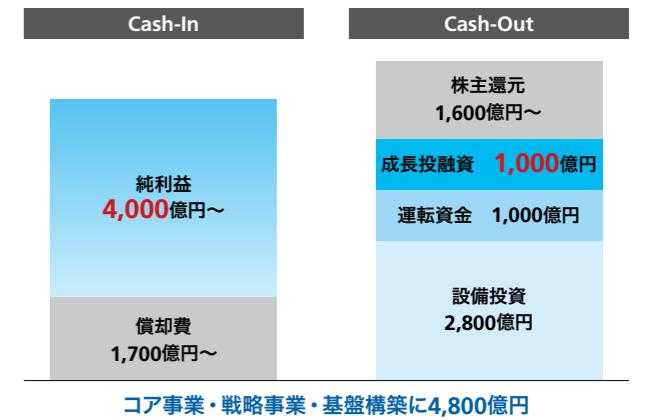 Cash-In
Cash-Out
純利益
4,000億円～
償却費
1,700億円～
株主還元
1,600億円～
成長投融資 1,000億円
運転資金 1,000億円
設備投資
2,800億円
コア事業・戦略事業・基盤構築に4,800億円